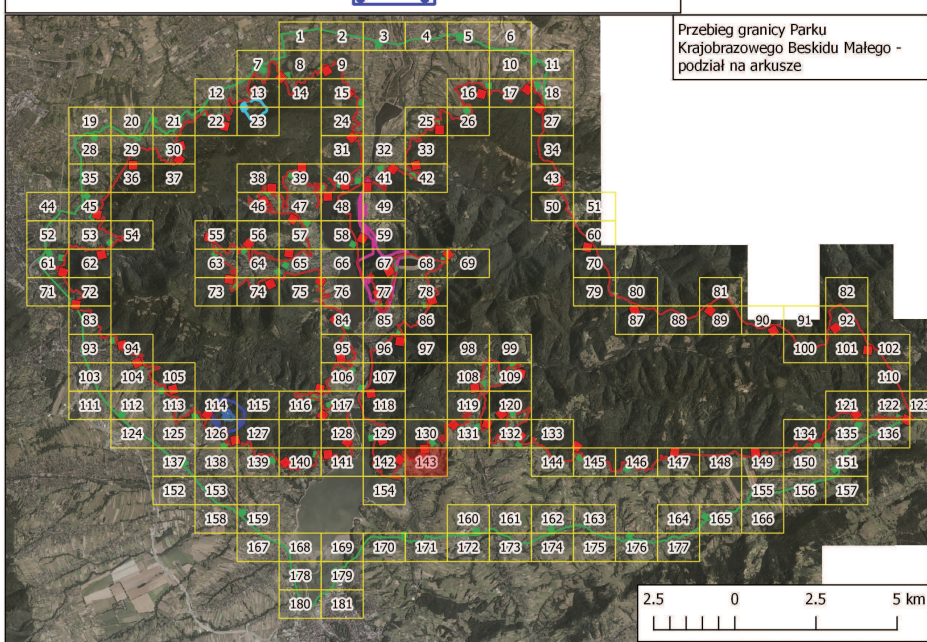 Przebieg granicy Parku
Krajobrazowego Beskidu Małego -
podział na arkusze
1 2 3 4 5 6
7 8 9 10 11
12 13 14 15 16 17 18
19 20 21 22 23 24 25 26 27
28 29 30 31 32 33 34
35 36 37 38 39 40 41 42 43
44 45 46 47 48 49 50 51
52 53 54 55 56 57 58 59 60
61 62 63 64 65 66 67 68 69 70
71 72 73 74 75 76 77 78 79 80 81 82
83 84 85 86 87 88 89 90 91 92
93 94 95 96 97 98 99 100 101 102
103 104 105 106 107 108 109 110
111 112 113 114 115 116 117 118 119 120 121 122 123
124 125 126 127 128 129 130 131 132 133 134 135 136
137 138 139 140 141 142 143 144 145 146 147 148 149 150 151
152 153 154 155 156 157
158 159 160 161 162 163 164 165 166
167 168 169 170 171 172 173 174 175 176 177
178 179
180 181
2.5 0 2.5 5 km